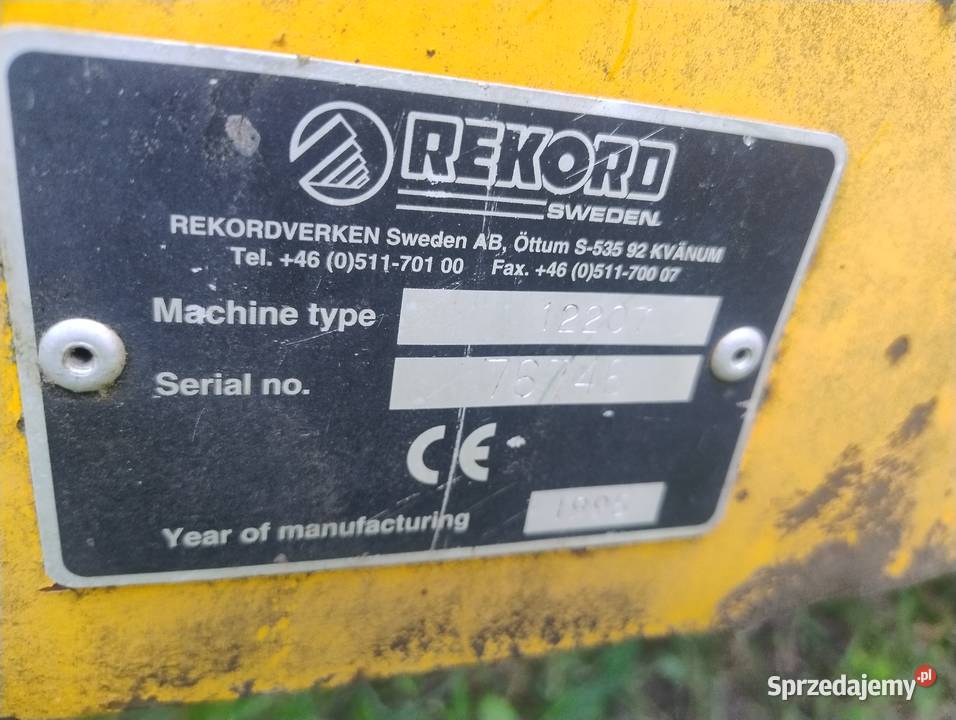 REKORD
SWEDEN
REKORDVERKEN Sweden AB, Öttum S-535 92 KVÄNUM
Tel. +46 (0)511-701 00 Fax. +46 (0)511-700 07
Machine type 12207
Serial no.
CE
Year of manufacturing
Sprzedajemy.pl